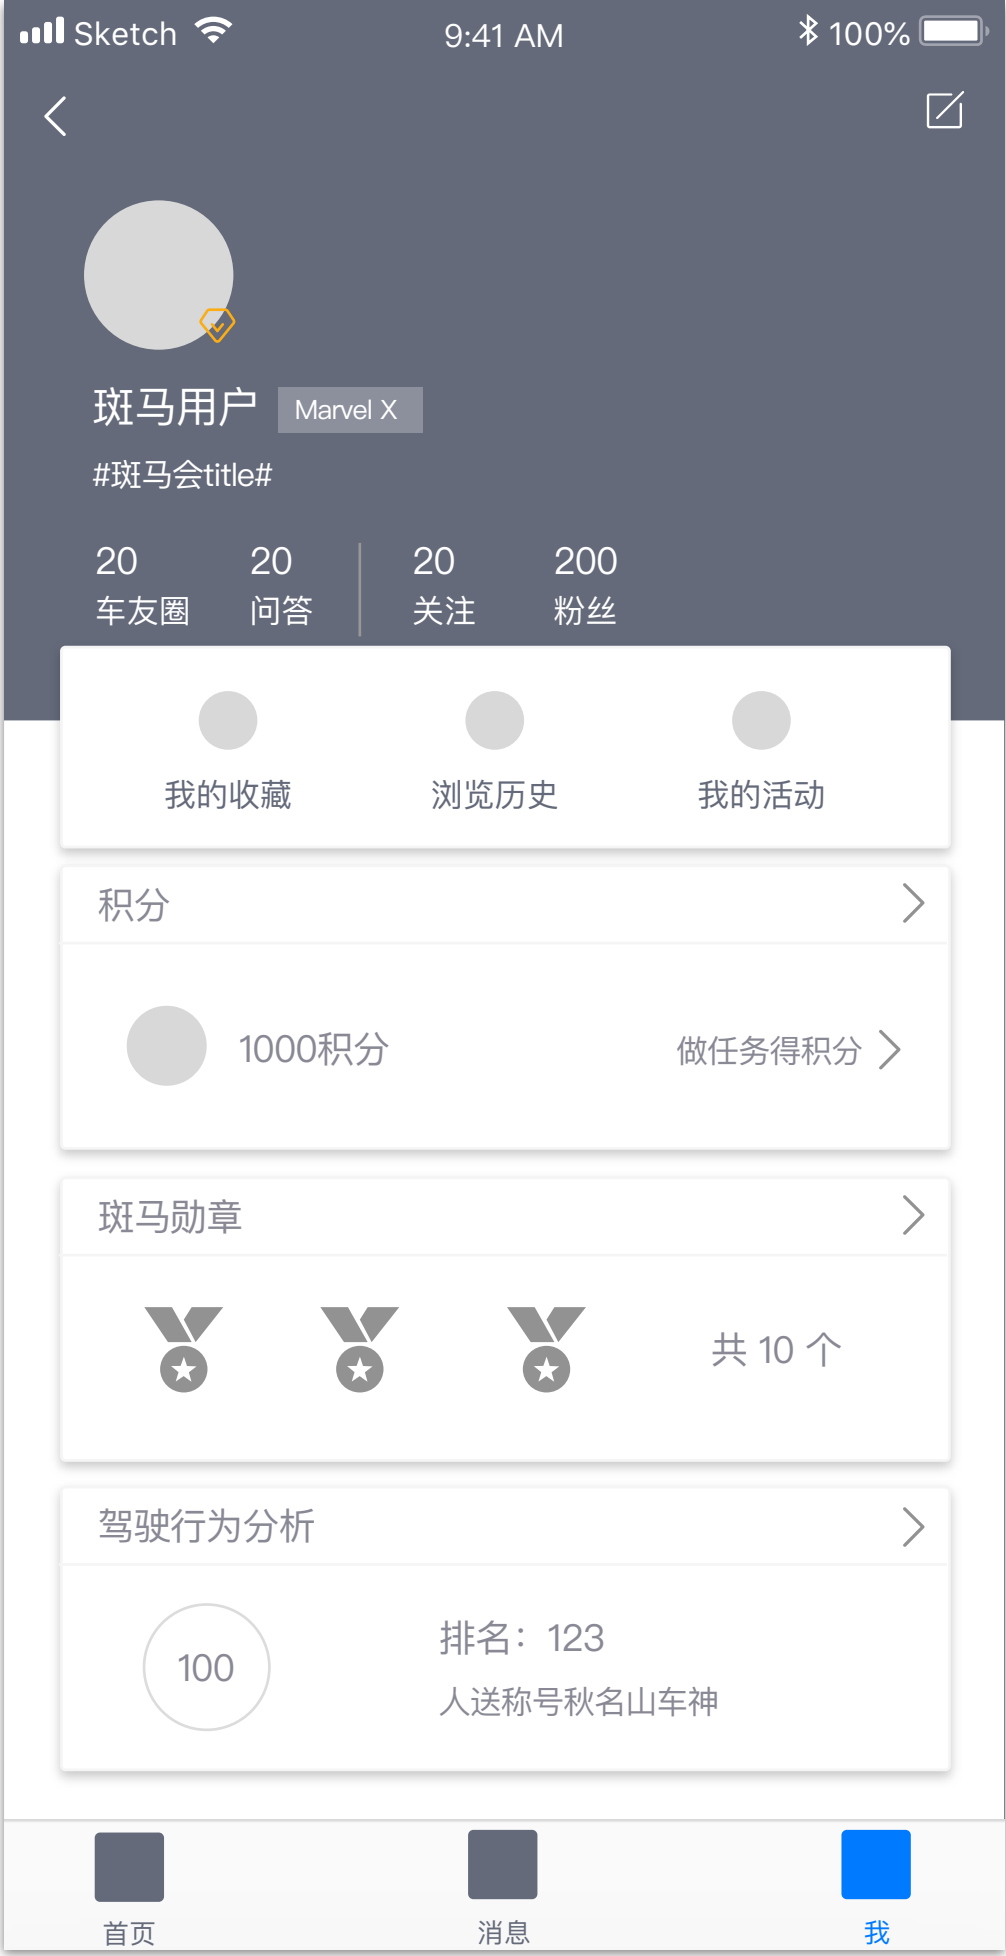 Sketch 9:41 AM 100%
斑马用户 Marvel X
#斑马会title#
20 20 20 200
车友圈 问答 关注 粉丝
我的收藏 浏览历史 我的活动
积分
1000积分 做任务得积分
斑马勋章
共 10 个
驾驶行为分析
100
排名：123
人送称号秋名山车神
首页 消息 我